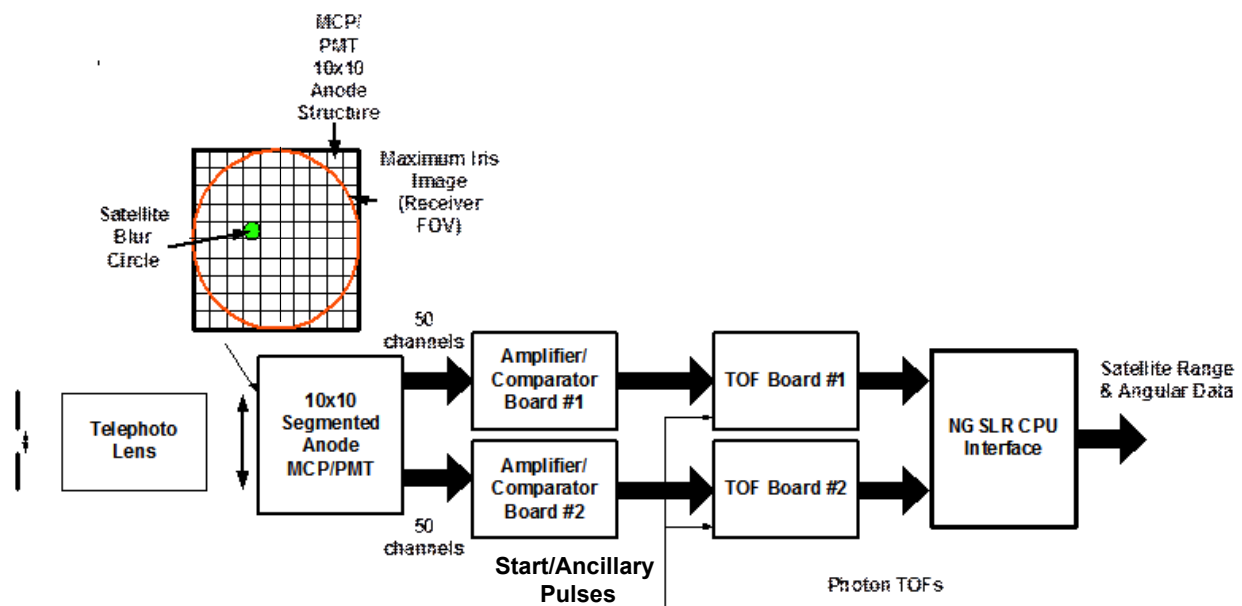 MCP/
PMT
10x10
Anode
Structure
Maximum Iris
Image
(Receiver
FOV)
Satellite
Blur
Circle
50
channels
Amplifier/
Comparator
Board #1
TOF Board #1
Satellite Range
& Angular Data
10x10
Segmented
Anode
MCP/PMT
Telephoto
Lens
NGSLR CPU
Interface
Amplifier/
Comparator
Board #2
TOF Board #2
50
channels
Start/Ancillary
Pulses
Photon TOFs